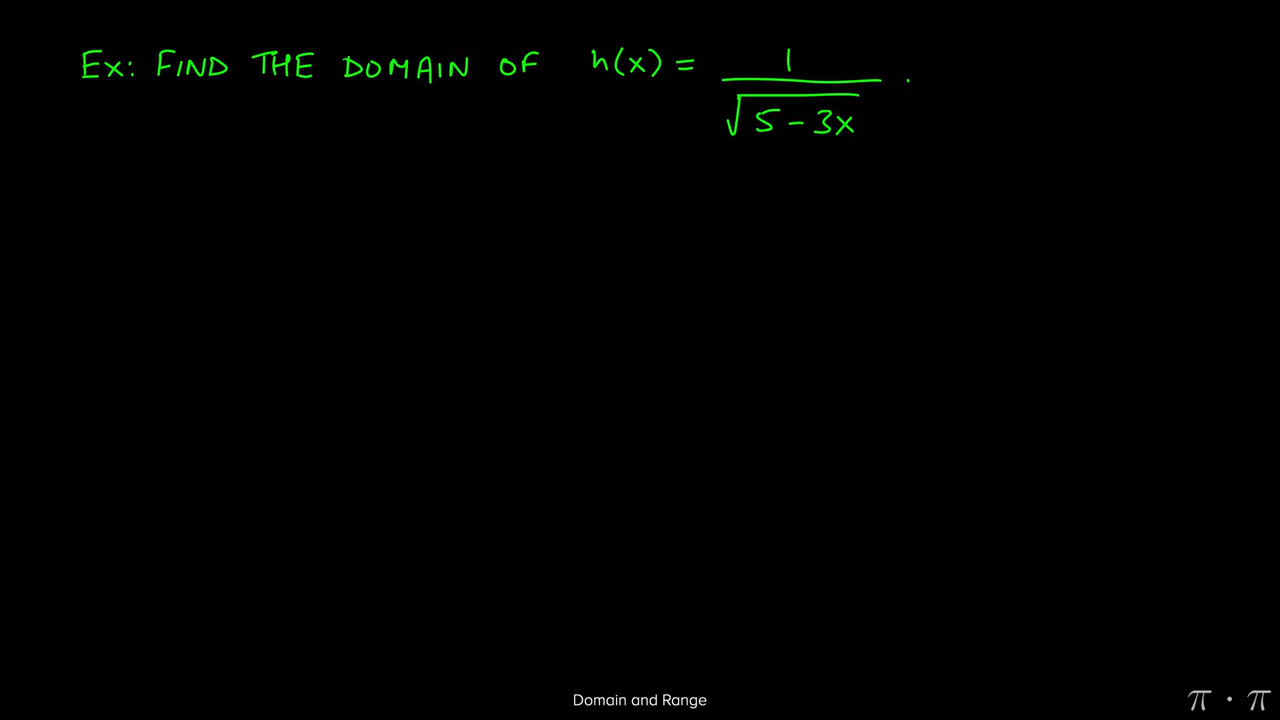 Ex: FIND THE DOMAIN OF h(x) = 1 / √(5 - 3x) .
Domain and Range
π · π